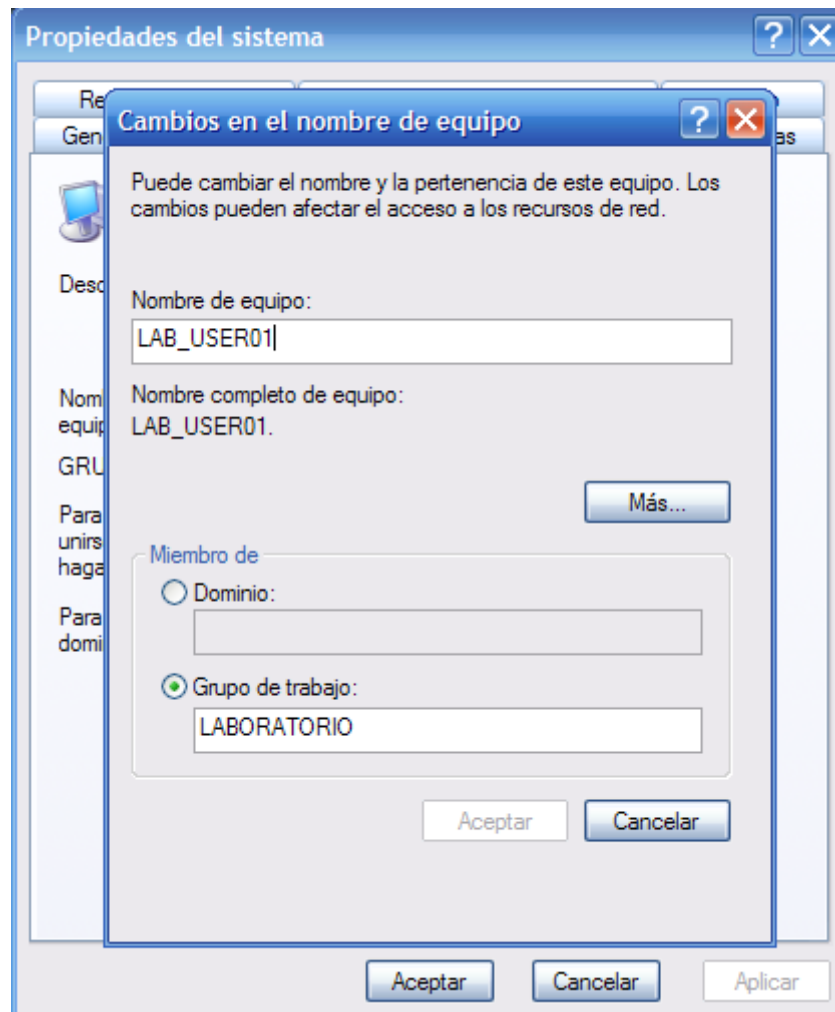 Propiedades del sistema
Cambios en el nombre de equipo
Puede cambiar el nombre y la pertenencia de este equipo. Los
cambios pueden afectar el acceso a los recursos de red.
Nombre de equipo:
LAB_USER01
Nombre completo de equipo:
LAB_USER01.
Más...
Miembro de
Dominio:
Grupo de trabajo:
LABORATORIO
Aceptar
Cancelar
Para
Para
Aceptar
Cancelar
Aplicar